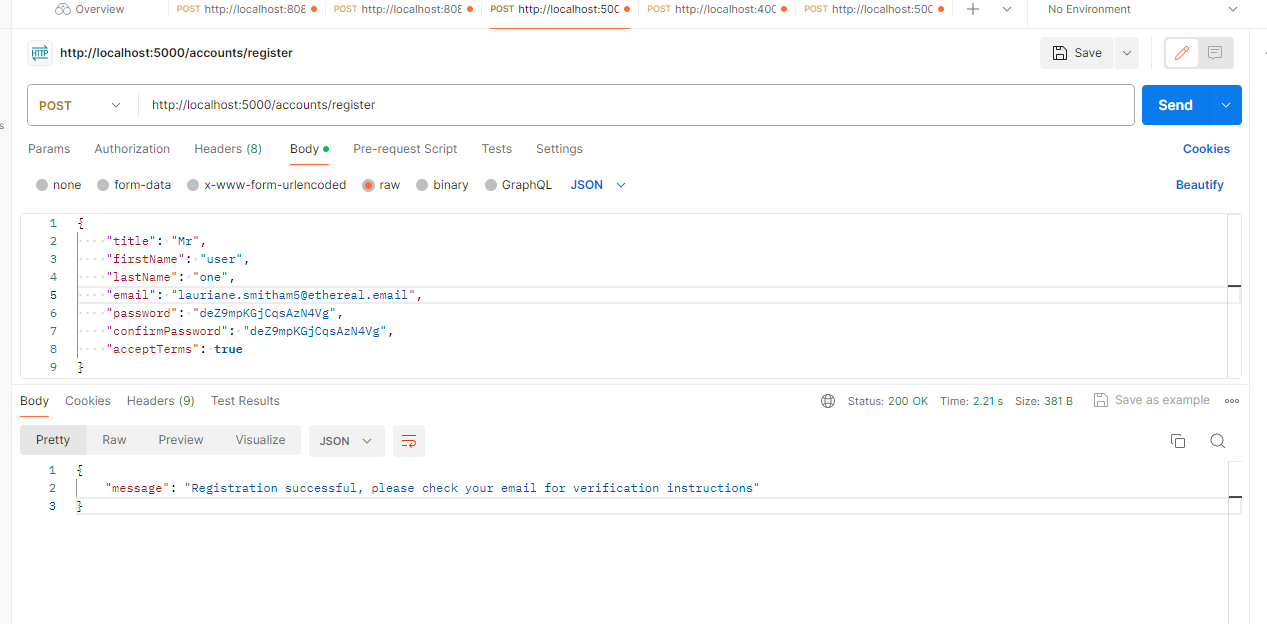 Overview POST http://localhost:808 POST http://localhost:808 POST http://localhost:500 POST http://localhost:400 POST http://localhost:500 No Environment
HTTP http://localhost:5000/accounts/register Save
POST http://localhost:5000/accounts/register Send
s
Params Authorization Headers (8) Body Pre-request Script Tests Settings Cookies
none form-data x-www-form-urlencoded raw binary GraphQL JSON Beautify
1 {
2 "title": "Mr",
3 "firstName": "user",
4 "lastName": "one",
5 "email": "lauriane.smitham5@ethereal.email",
6 "password": "deZ9mpKGjCqsAzN4Vg",
7 "confirmPassword": "deZ9mpKGjCqsAzN4Vg",
8 "acceptTerms": true
9 }
Body Cookies Headers (9) Test Results Status: 200 OK Time: 2.21 s Size: 381 B Save as example
Pretty Raw Preview Visualize JSON
1 {
2 "message": "Registration successful, please check your email for verification instructions"
3 }